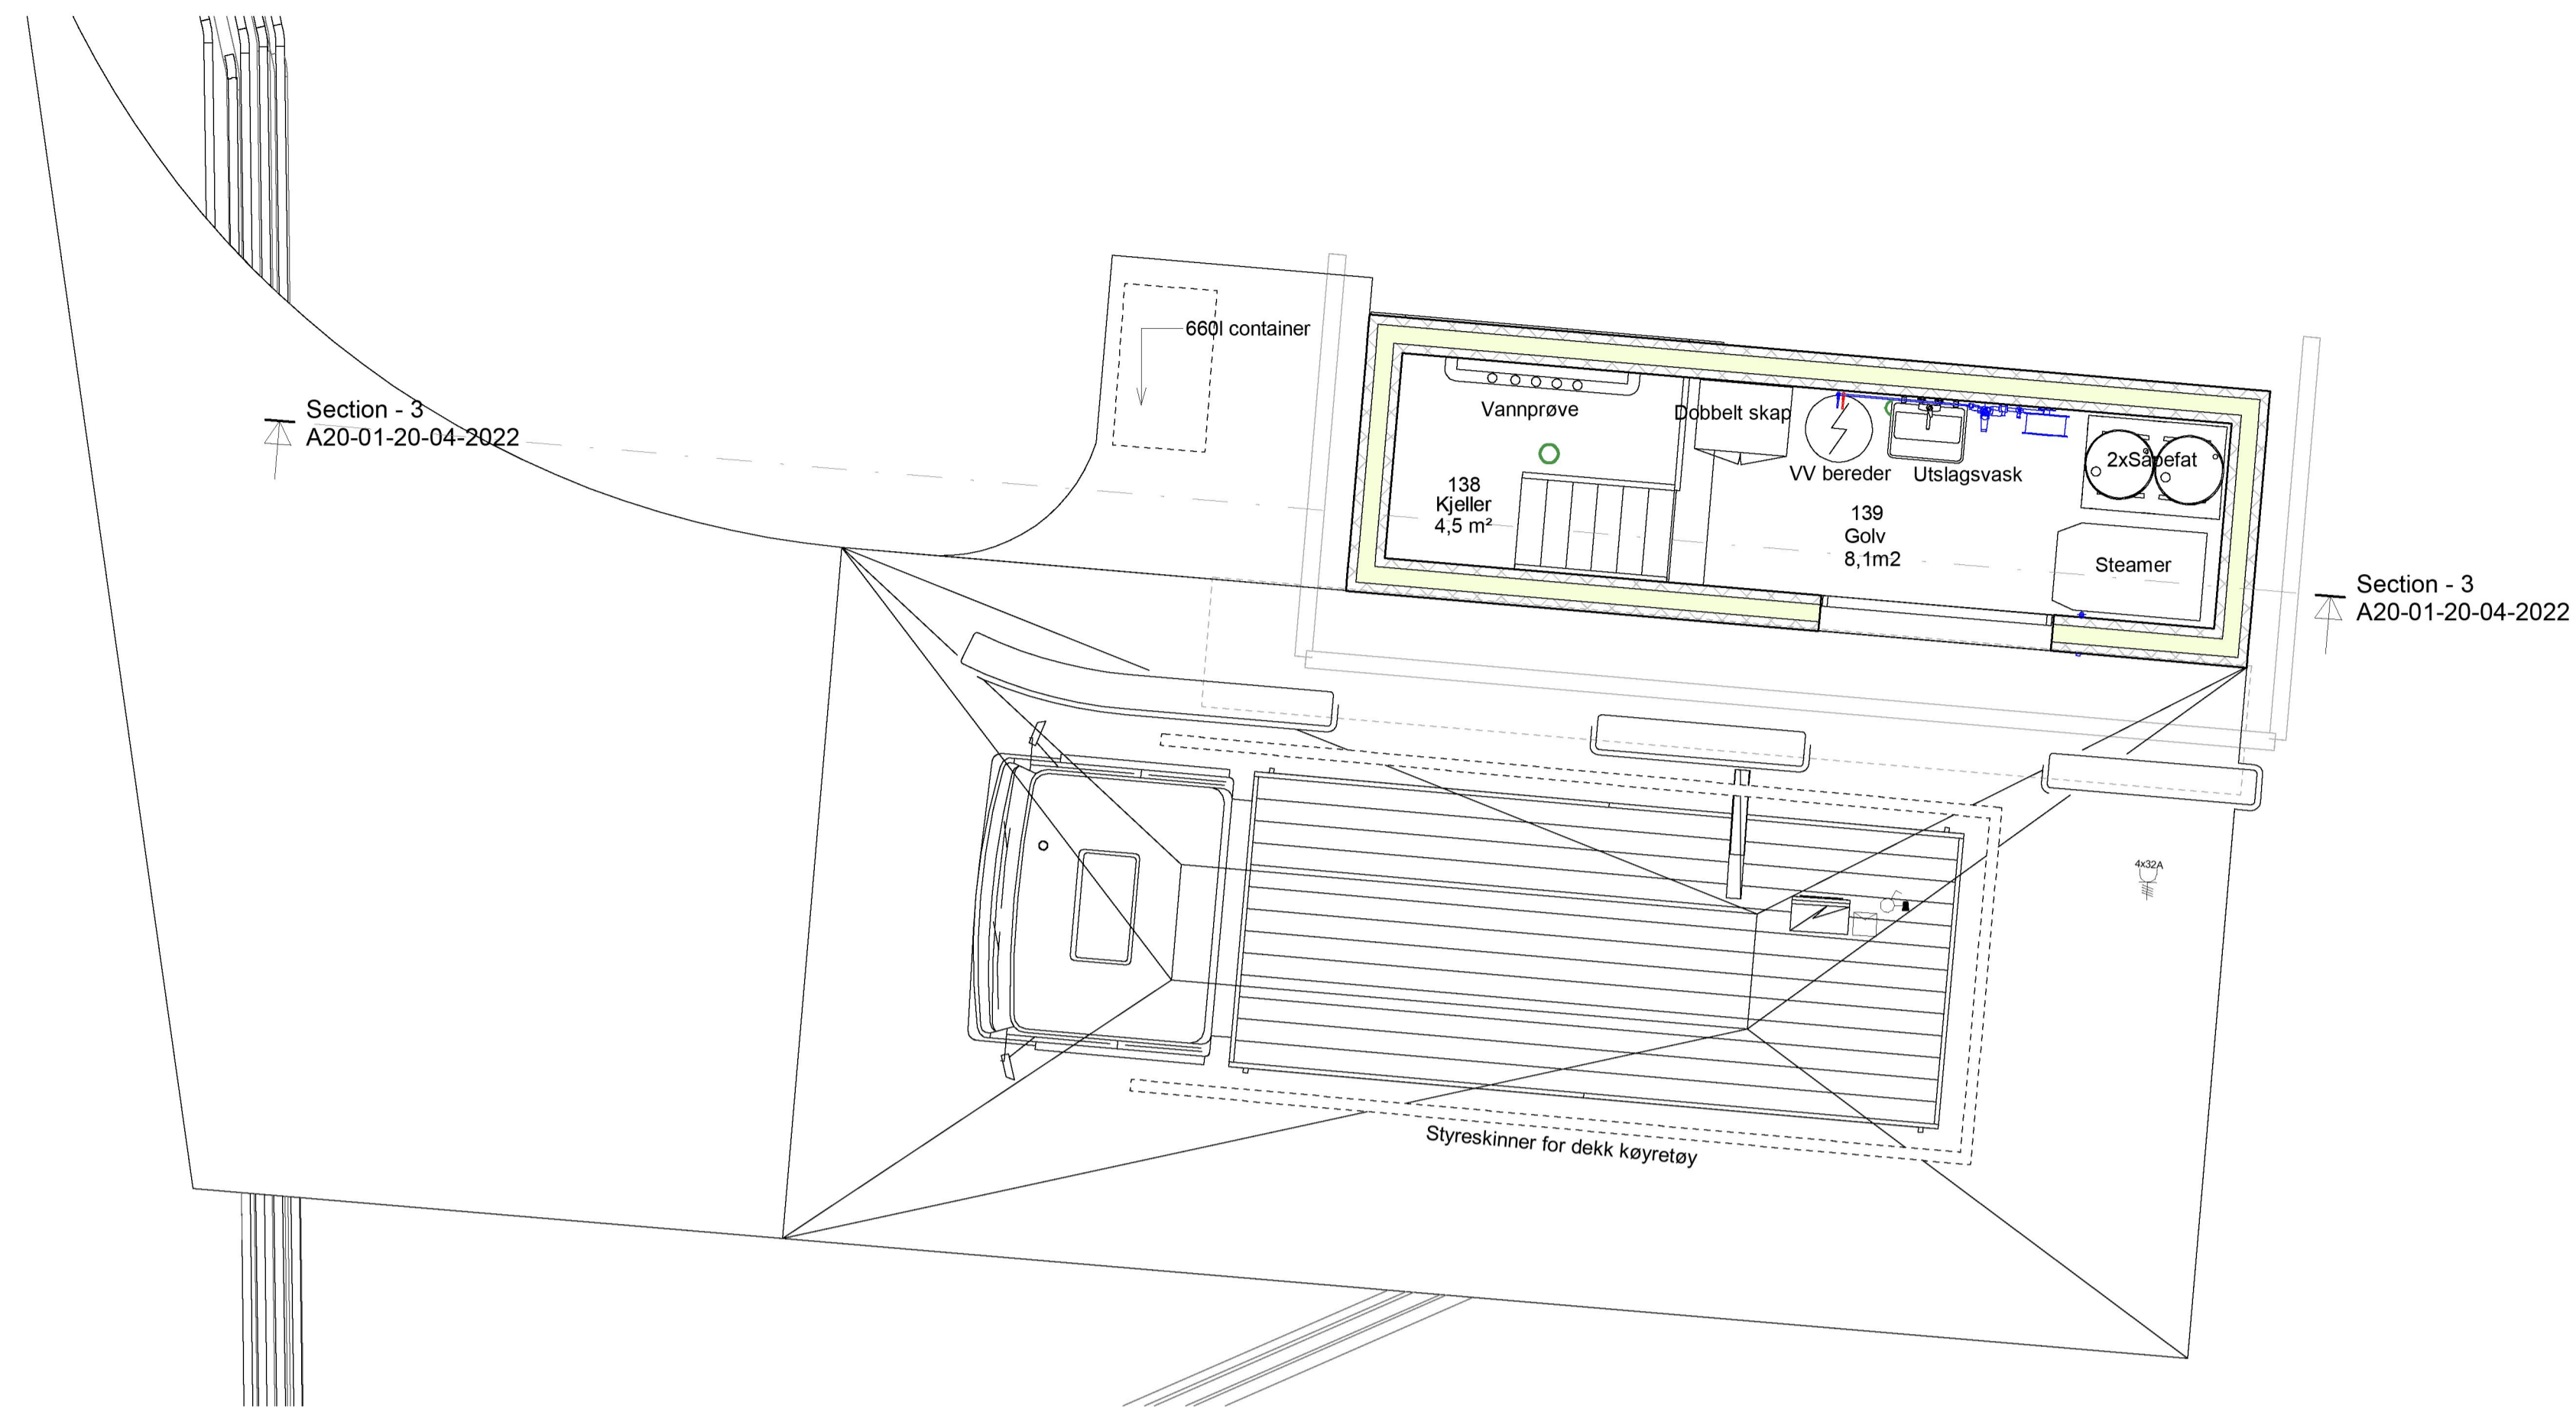 660l container
Section - 3
A20-01-20-04-2022
Vannprøve
Dobbelt skap
VV bereder
Utslagsvask
2xSåpefat
138
Kjeller
4,5 m²
139
Golv
8,1m2
Steamer
Section - 3
A20-01-20-04-2022
4x32A
Styreskinner for dekk køyretøy